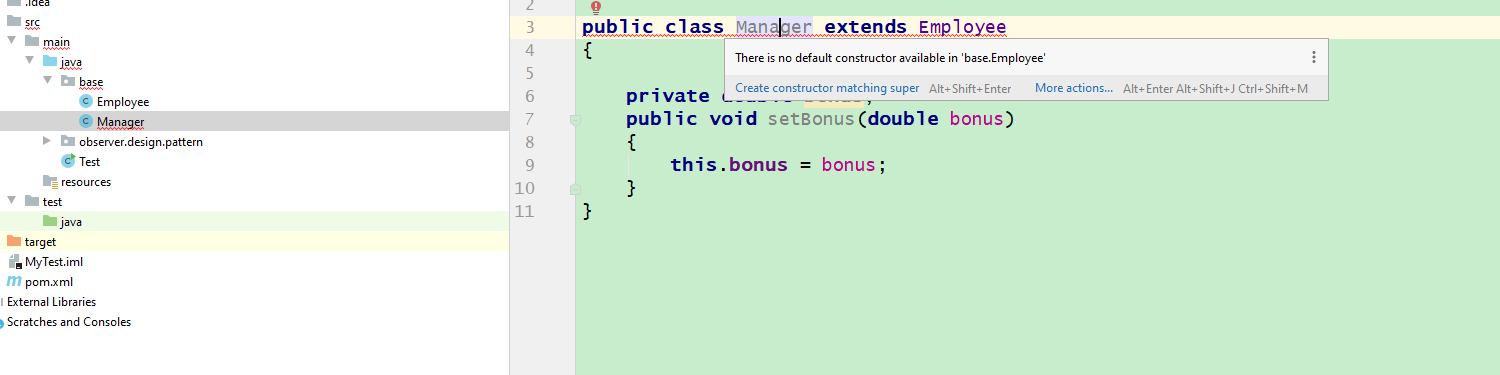 .idea
src
main
java
base
Employee
Manager
observer.design.pattern
Test
resources
test
java
target
MyTest.iml
pom.xml
External Libraries
Scratches and Consoles
2
3 public class Manager extends Employee
4 {
There is no default constructor available in 'base.Employee'
5
Create constructor matching super Alt+Shift+Enter More actions... Alt+Enter Alt+Shift+J Ctrl+Shift+M
6 private double bonus;
7 public void setBonus(double bonus)
8 {
9 this.bonus = bonus;
10 }
11 }